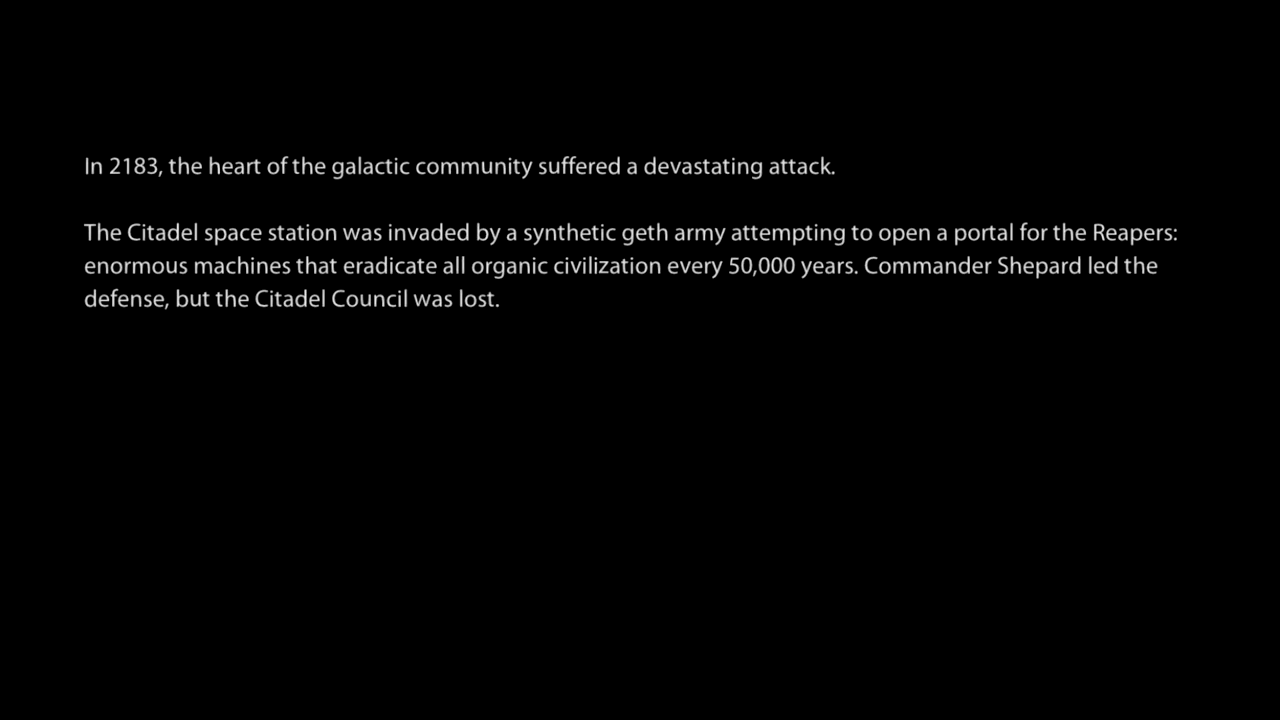 In 2183, the heart of the galactic community suffered a devastating attack.
The Citadel space station was invaded by a synthetic geth army attempting to open a portal for the Reapers:
enormous machines that eradicate all organic civilization every 50,000 years. Commander Shepard led the
defense, but the Citadel Council was lost.